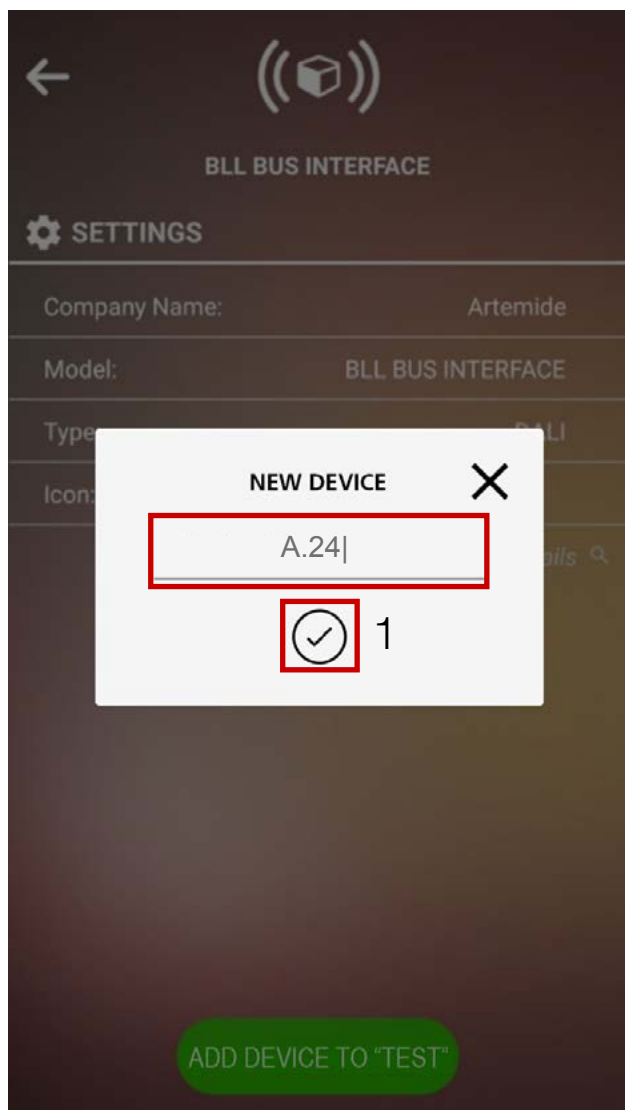 BLL BUS INTERFACE
SETTINGS
Company Name: Artemide
Model: BLL BUS INTERFACE
Type
NEW DEVICE
Icon:
A.24|
ails
1
ADD DEVICE TO "TEST"